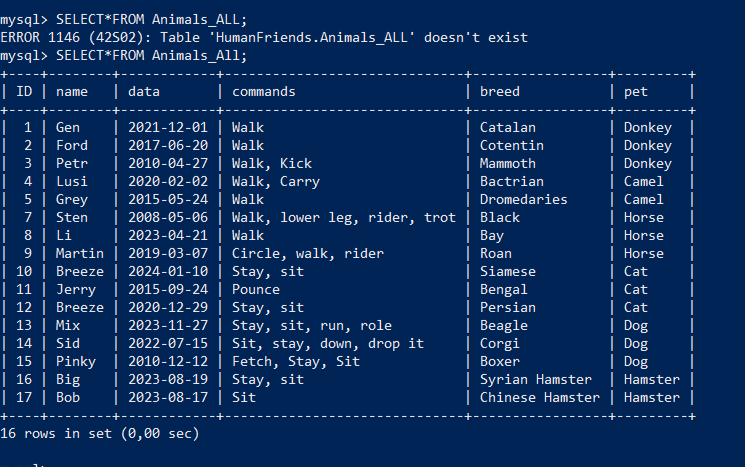 mysql> SELECT*FROM Animals_ALL;
ERROR 1146 (42S02): Table 'HumanFriends.Animals_ALL' doesn't exist
mysql> SELECT*FROM Animals_All;
+----+--------+------------+------------------------------+-----------------+---------+
| ID | name   | data       | commands                     | breed           | pet     |
+----+--------+------------+------------------------------+-----------------+---------+
|  1 | Gen    | 2021-12-01 | Walk                         | Catalan         | Donkey  |
|  2 | Ford   | 2017-06-20 | Walk                         | Cotentin        | Donkey  |
|  3 | Petr   | 2010-04-27 | Walk, Kick                   | Mammoth         | Donkey  |
|  4 | Lusi   | 2020-02-02 | Walk, Carry                  | Bactrian        | Camel   |
|  5 | Grey   | 2015-05-24 | Walk                         | Dromedaries     | Camel   |
|  7 | Sten   | 2008-05-06 | Walk, lower leg, rider, trot | Black           | Horse   |
|  8 | Li     | 2023-04-21 | Walk                         | Bay             | Horse   |
|  9 | Martin | 2019-03-07 | Circle, walk, rider          | Roan            | Horse   |
| 10 | Breeze | 2024-01-10 | Stay, sit                    | Siamese         | Cat     |
| 11 | Jerry  | 2015-09-24 | Pounce                       | Bengal          | Cat     |
| 12 | Breeze | 2020-12-29 | Stay, sit                    | Persian         | Cat     |
| 13 | Mix    | 2023-11-27 | Stay, sit, run, role         | Beagle          | Dog     |
| 14 | Sid    | 2022-07-15 | Sit, stay, down, drop it     | Corgi           | Dog     |
| 15 | Pinky  | 2010-12-12 | Fetch, Stay, Sit             | Boxer           | Dog     |
| 16 | Big    | 2023-08-19 | Stay, sit                    | Syrian Hamster  | Hamster |
| 17 | Bob    | 2023-08-17 | Sit                          | Chinese Hamster | Hamster |
+----+--------+------------+------------------------------+-----------------+---------+
16 rows in set (0,00 sec)